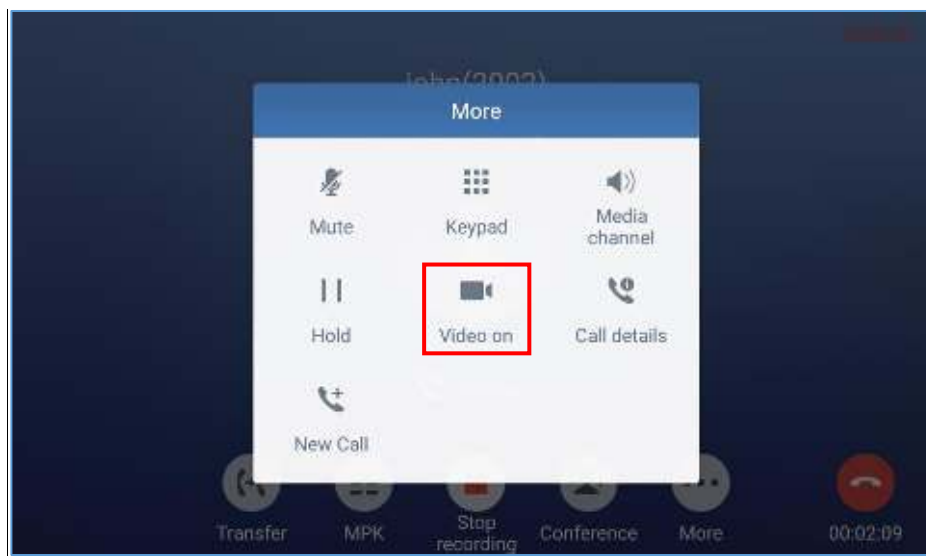 More
Mute
Keypad
Media
channel
Hold
Video on
Call details
New Call
Transfer
MPK
Stop
recording
Conference
More
00:02:09